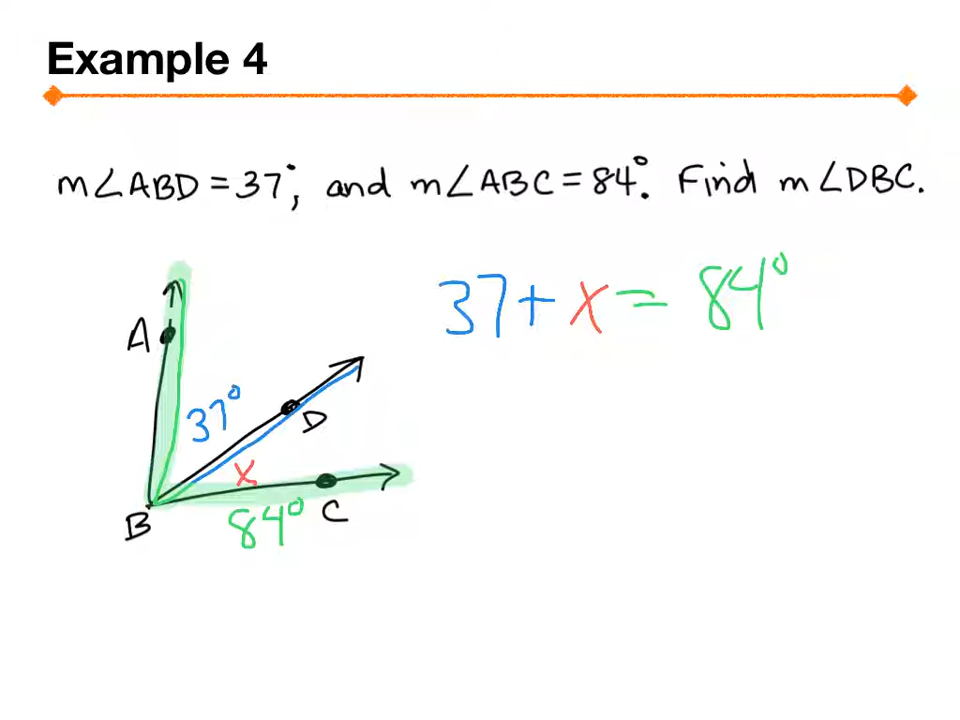 Example 4
m∠ABD = 37°, and m∠ABC = 84°. Find m∠DBC.
37 + x = 84°
A
37°
D
x
B
84°
C